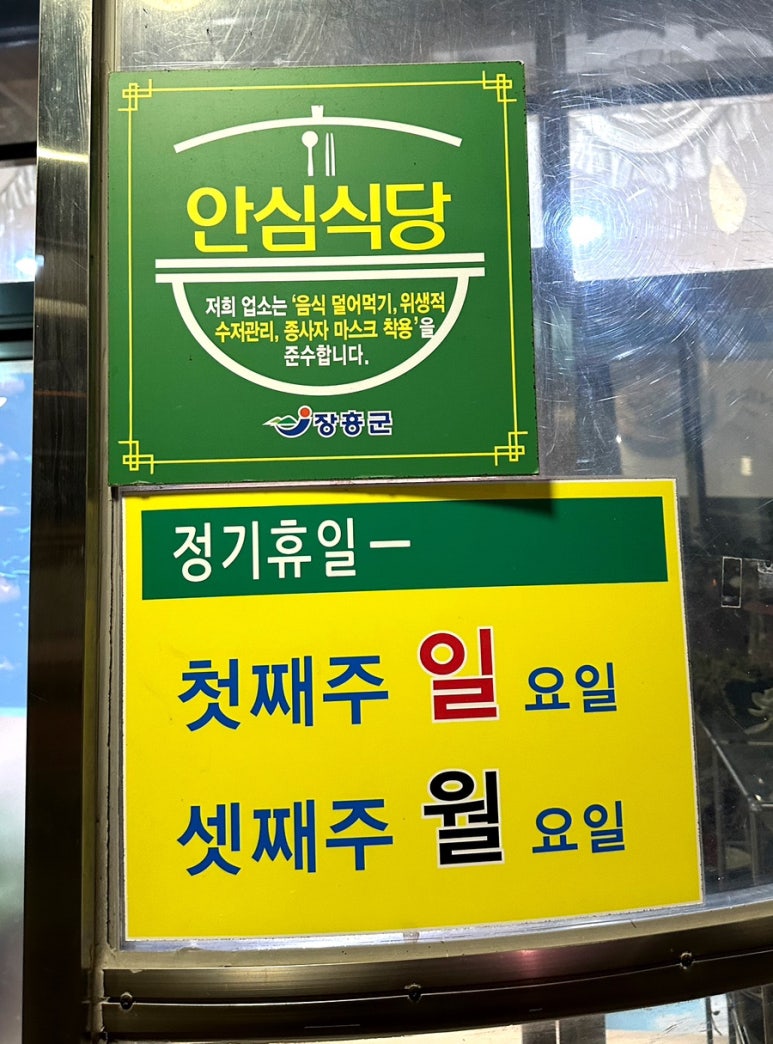 안심식당
저희 업소는 '음식 덜어먹기, 위생적
수저관리, 종사자 마스크 착용'을
준수합니다.
장흥군
정기휴일 –
첫째주 일 요일
셋째주 월 요일